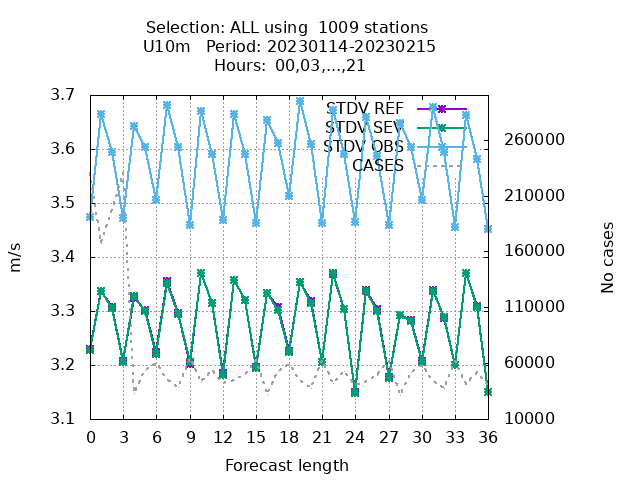 Selection: ALL using  1009 stations
U10m   Period: 20230114-20230215
Hours: 00,03,...,21
STDV REF
STDV SEV
STDV OBS
CASES
3.7
3.6
3.5
3.4
3.3
3.2
3.1
m/s
260000
210000
160000
110000
60000
10000
No cases
0 3 6 9 12 15 18 21 24 27 30 33 36
Forecast length